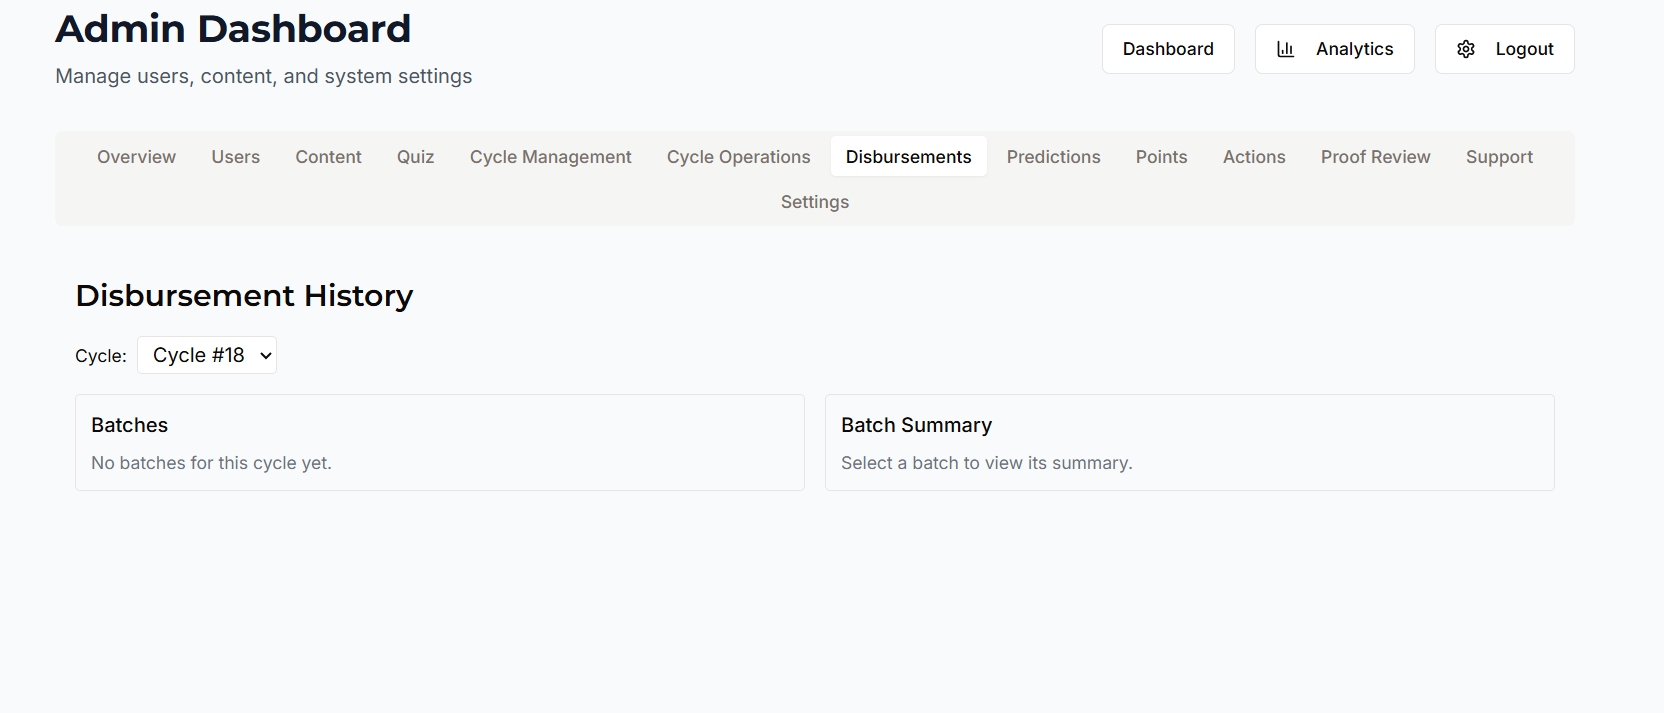 Admin Dashboard
Manage users, content, and system settings
Dashboard
Analytics
Logout
Overview Users Content Quiz Cycle Management Cycle Operations Disbursements Predictions Points Actions Proof Review Support
Settings
Disbursement History
Cycle: Cycle #18
Batches
No batches for this cycle yet.
Batch Summary
Select a batch to view its summary.